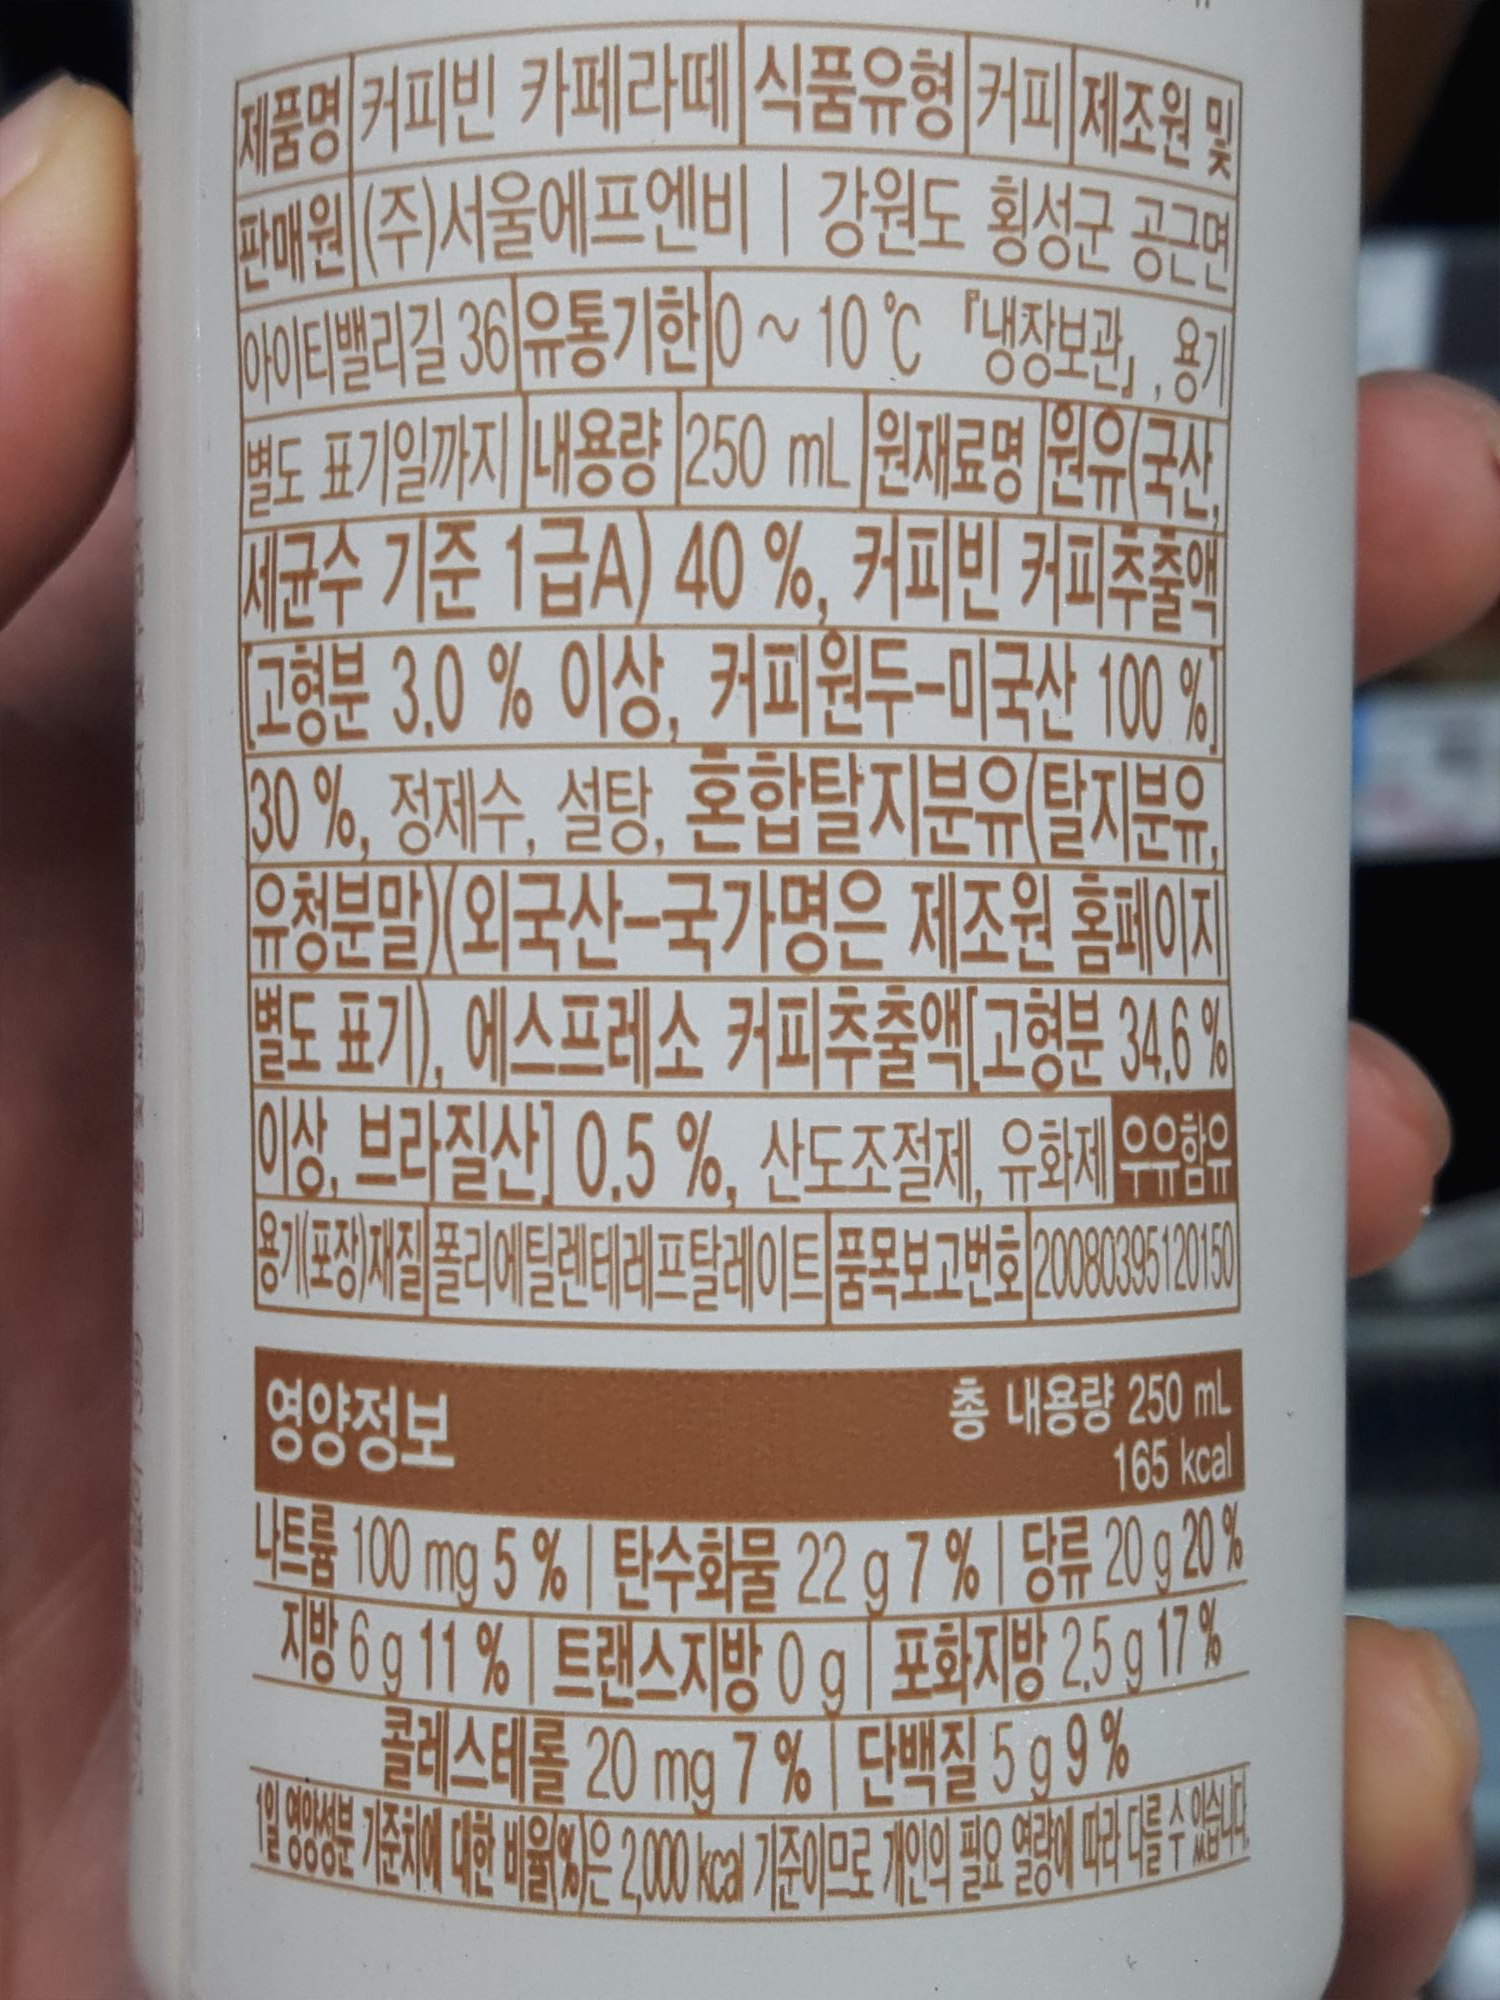 제품명 커피빈 카페라떼 식품유형 커피 제조원 및
판매원 (주)서울에프엔비 | 강원도 횡성군 공근면
아이티밸리길 36 유통기한 0 ~ 10 ℃ 『냉장보관』, 용기
별도 표기일까지 내용량 250 mL 원재료명 원유(국산,
세균수 기준 1급A) 40 %, 커피빈 커피추출액
[고형분 3.0 % 이상, 커피원두-미국산 100 %]
30 %, 정제수, 설탕, 혼합탈지분유(탈지분유,
유청분말)(외국산-국가명은 제조원 홈페이지
별도 표기), 에스프레소 커피추출액[고형분 34.6 %
이상, 브라질산] 0.5 %, 산도조절제, 유화제 우유함유
용기(포장)재질 폴리에틸렌테레프탈레이트 품목보고번호 20080395120150
영양정보 총 내용량 250 mL
165 kcal
나트륨 100 mg 5 % | 탄수화물 22 g 7 % | 당류 20 g 20 %
지방 6 g 11 % | 트랜스지방 0 g | 포화지방 2.5 g 17 %
콜레스테롤 20 mg 7 % | 단백질 5 g 9 %
1일 영양성분 기준치에 대한 비율(%)은 2,000 kcal 기준이므로 개인의 필요 열량에 따라 다를 수 있습니다.